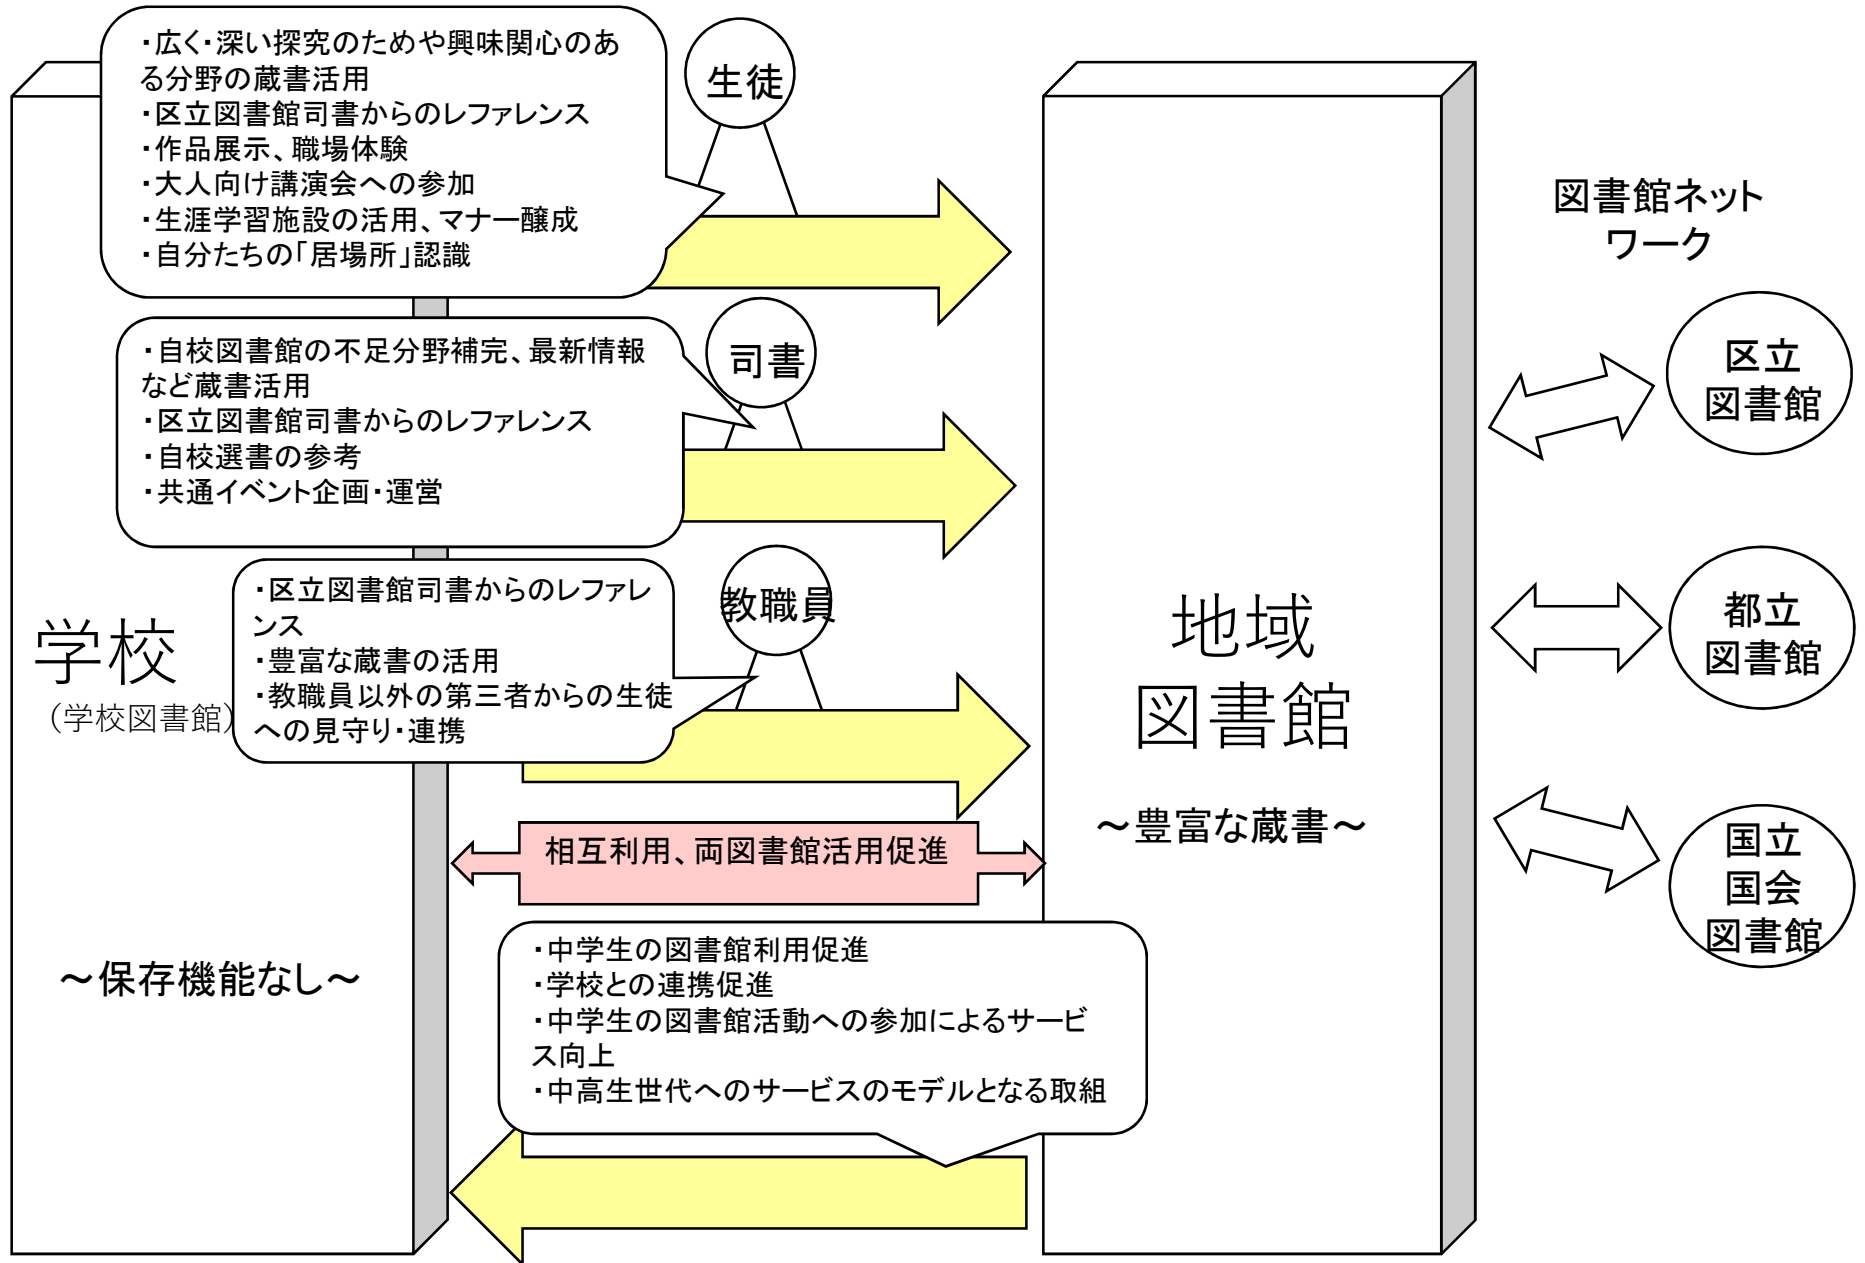 ・広く・深い探究のためや興味関心のあ
る分野の蔵書活用
・区立図書館司書からのレファレンス
・作品展示、職場体験
・大人向け講演会への参加
・生涯学習施設の活用、マナー醸成
・自分たちの「居場所」認識
生徒
・自校図書館の不足分野補完、最新情報
など蔵書活用
・区立図書館司書からのレファレンス
・自校選書の参考
・共通イベント企画・運営
司書
・区立図書館司書からのレファレ
ンス
・豊富な蔵書の活用
・教職員以外の第三者からの生徒
への見守り・連携
教職員
学校
（学校図書館）
～保存機能なし～
相互利用、両図書館活用促進
・中学生の図書館利用促進
・学校との連携促進
・中学生の図書館活動への参加によるサービ
ス向上
・中高生世代へのサービスのモデルとなる取組
地域
図書館
～豊富な蔵書～
図書館ネット
ワーク
区立
図書館
都立
図書館
国立
国会
図書館